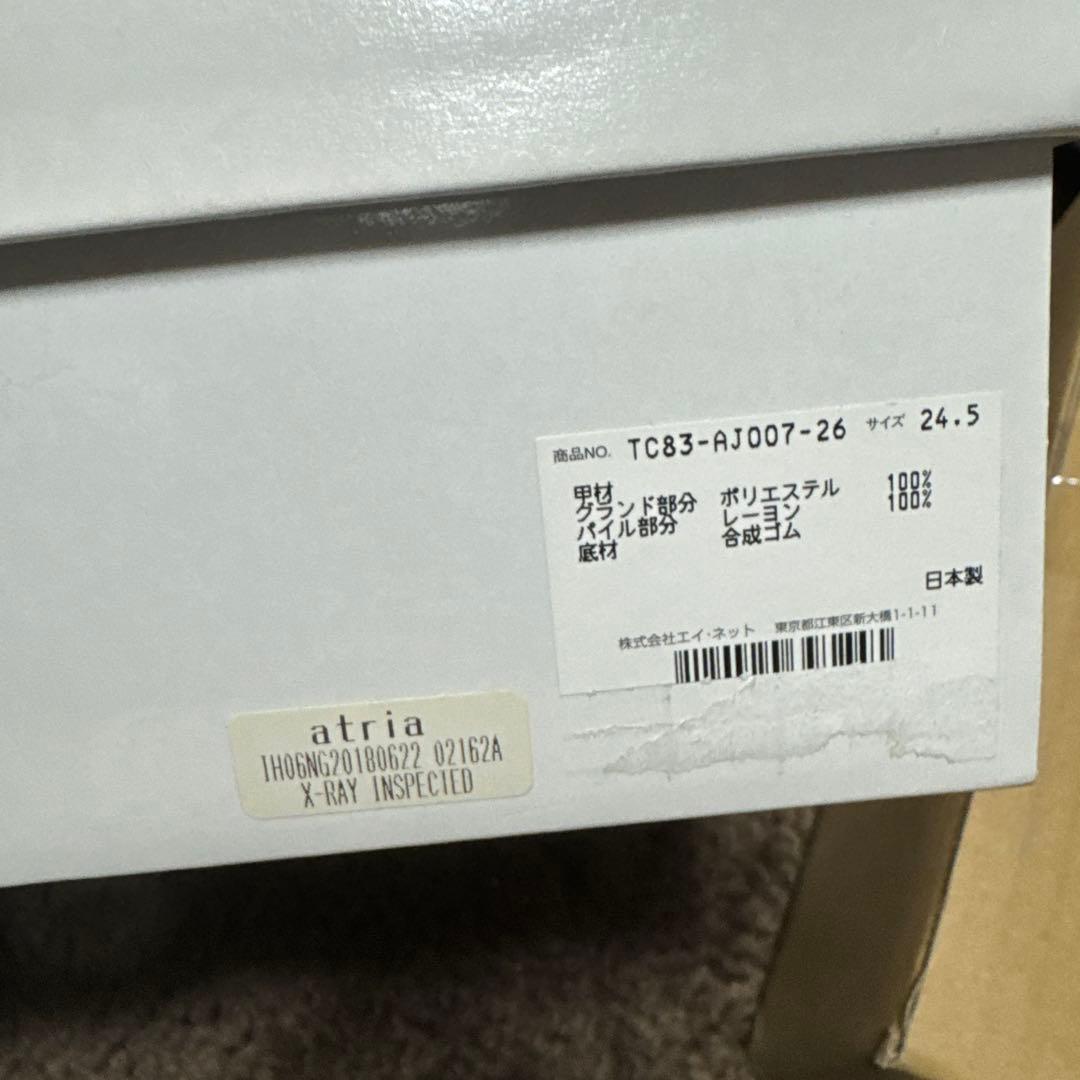 商品NO. TC83-AJ007-26 サイズ 24.5
甲材
グランド部分 ポリエステル 100%
パイル部分 レーヨン 100%
底材 合成ゴム
日本製
株式会社エイ・ネット 東京都江東区新大橋1-1-11
atria
IH06NG20180622 02162A
X-RAY INSPECTED